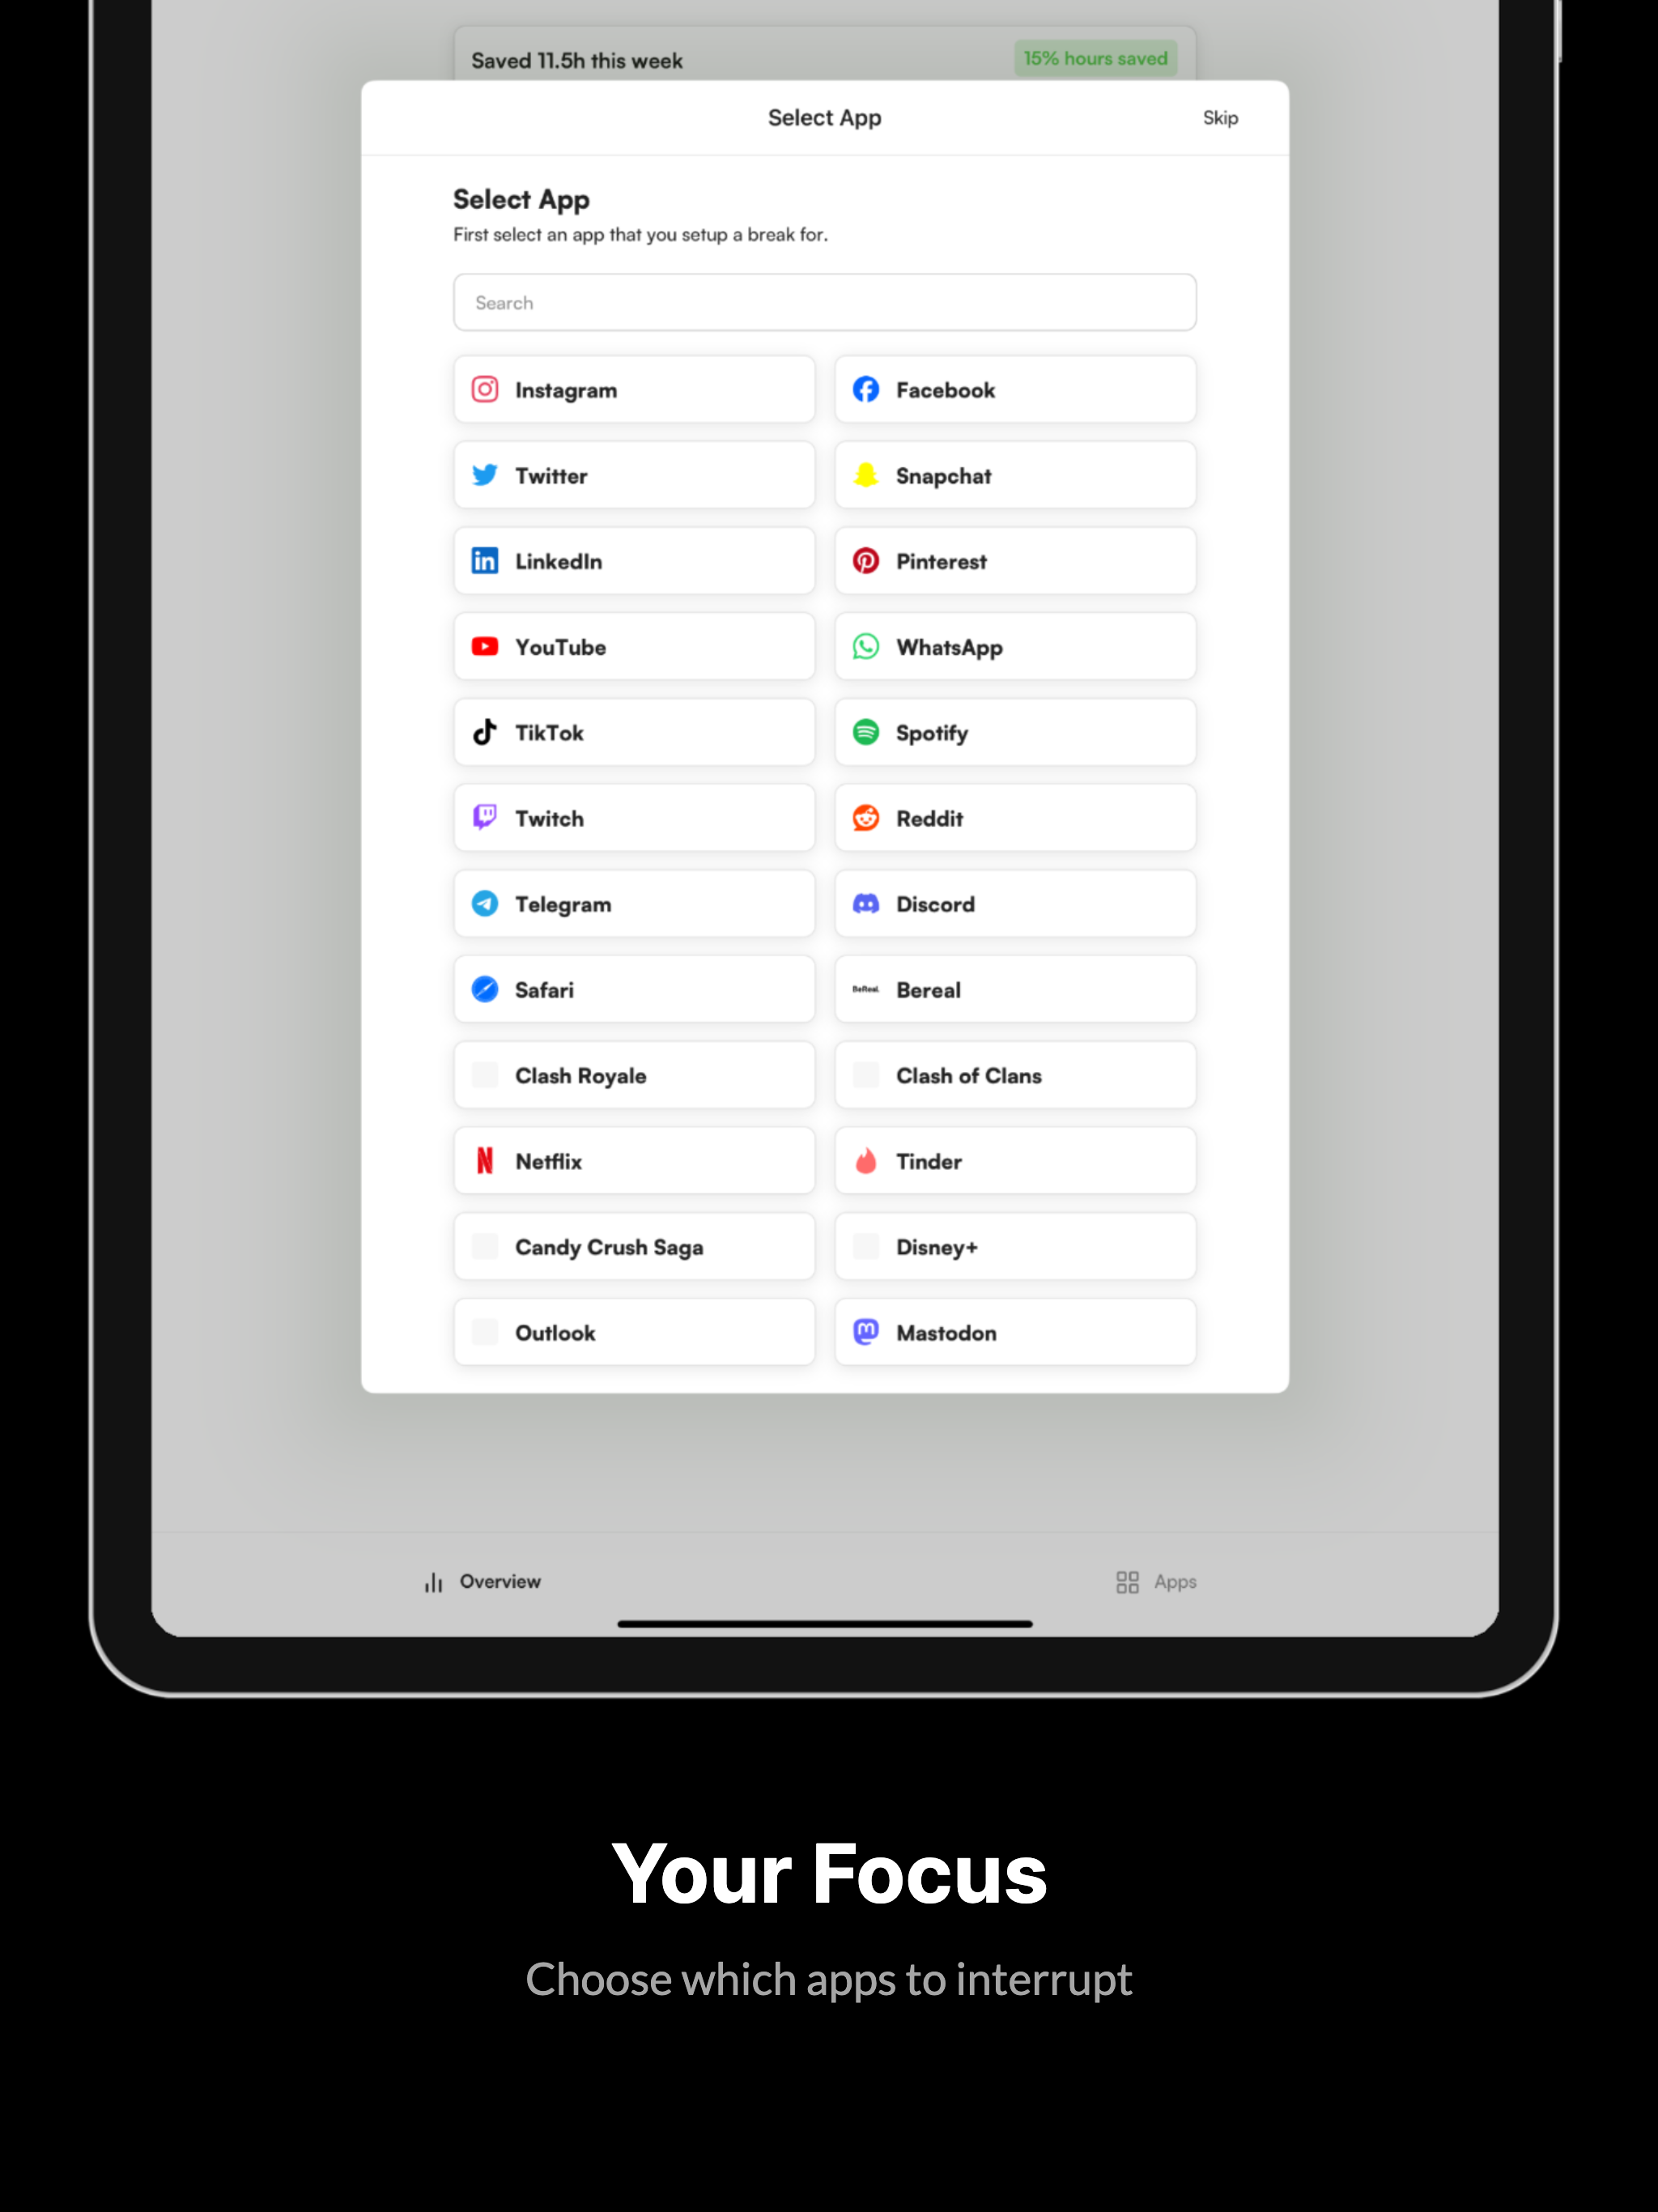 Saved 11.5h this week
15% hours saved
Select App
Skip
Select App
First select an app that you setup a break for.
Search
Instagram
Facebook
Twitter
Snapchat
LinkedIn
Pinterest
YouTube
WhatsApp
TikTok
Spotify
Twitch
Reddit
Telegram
Discord
Safari
BeReal.
Bereal
Clash Royale
Clash of Clans
Netflix
Tinder
Candy Crush Saga
Disney+
Outlook
Mastodon
Overview
Apps
Your Focus
Choose which apps to interrupt